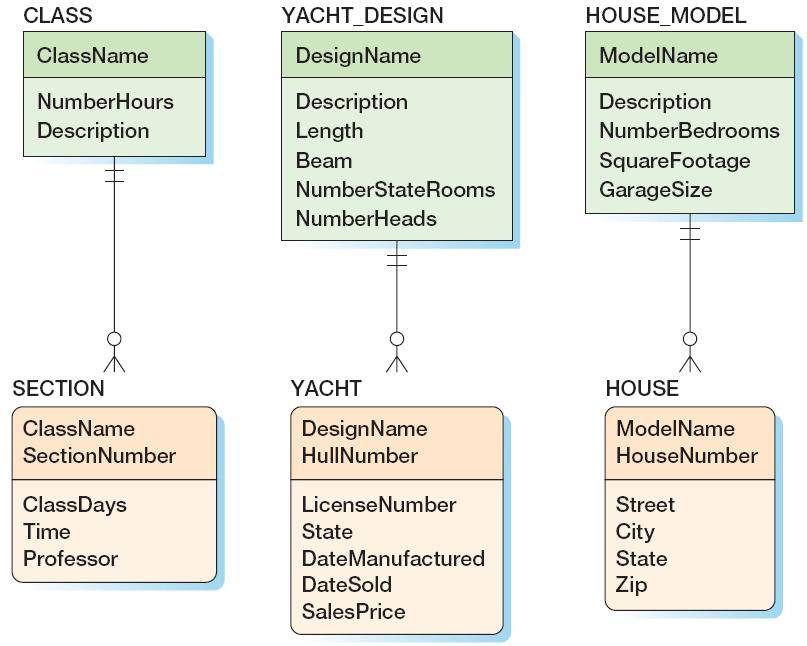 CLASS
ClassName
NumberHours
Description
SECTION
ClassName
SectionNumber
ClassDays
Time
Professor
YACHT_DESIGN
DesignName
Description
Length
Beam
NumberStateRooms
NumberHeads
YACHT
DesignName
HullNumber
LicenseNumber
State
DateManufactured
DateSold
SalesPrice
HOUSE_MODEL
ModelName
Description
NumberBedrooms
SquareFootage
GarageSize
HOUSE
ModelName
HouseNumber
Street
City
State
Zip